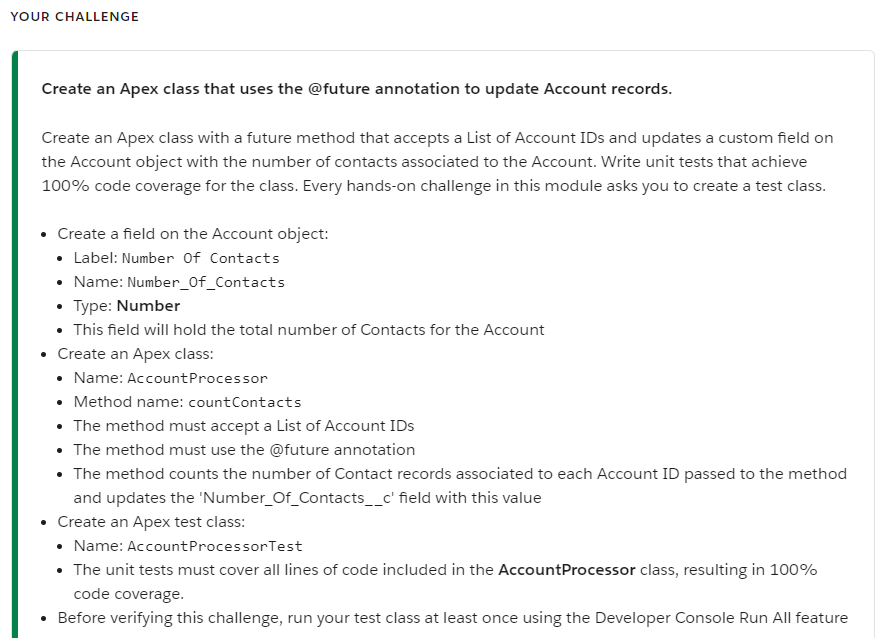 YOUR CHALLENGE
Create an Apex class that uses the @future annotation to update Account records.
Create an Apex class with a future method that accepts a List of Account IDs and updates a custom field on
the Account object with the number of contacts associated to the Account. Write unit tests that achieve
100% code coverage for the class. Every hands-on challenge in this module asks you to create a test class.
• Create a field on the Account object:
• Label: Number Of Contacts
• Name: Number_Of_Contacts
• Type: Number
• This field will hold the total number of Contacts for the Account
• Create an Apex class:
• Name: AccountProcessor
• Method name: countContacts
• The method must accept a List of Account IDs
• The method must use the @future annotation
• The method counts the number of Contact records associated to each Account ID passed to the method
and updates the 'Number_Of_Contacts__c' field with this value
• Create an Apex test class:
• Name: AccountProcessorTest
• The unit tests must cover all lines of code included in the AccountProcessor class, resulting in 100%
code coverage.
• Before verifying this challenge, run your test class at least once using the Developer Console Run All feature